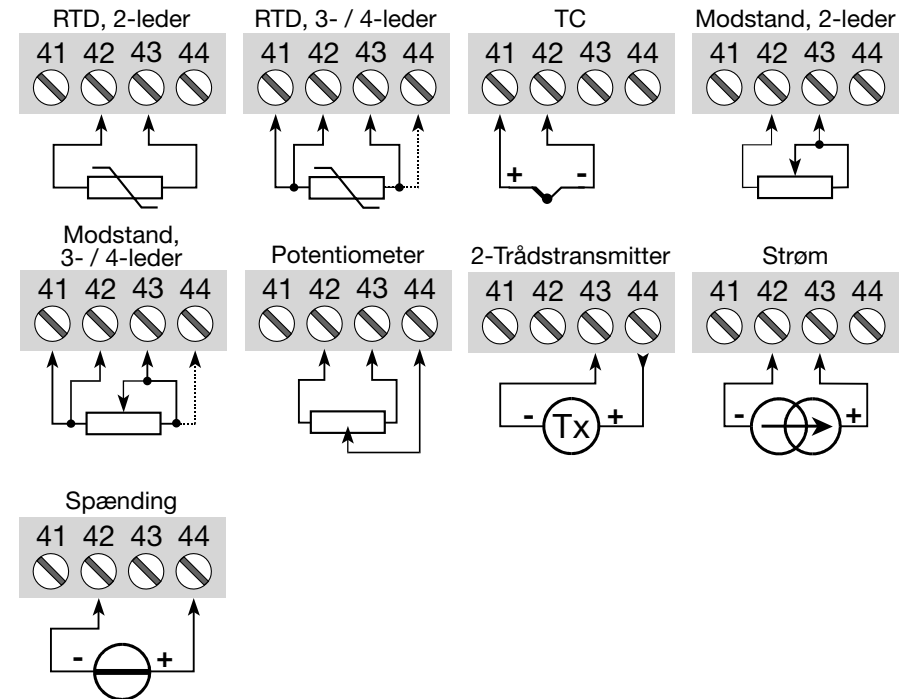 RTD, 2-leder
41 42 43 44
RTD, 3- / 4-leder
41 42 43 44
TC
41 42 43 44
+ -
Modstand, 2-leder
41 42 43 44
Modstand,
3- / 4-leder
41 42 43 44
Potentiometer
41 42 43 44
2-Trådstransmitter
41 42 43 44
- Tx +
Strøm
41 42 43 44
- +
Spænding
41 42 43 44
- +